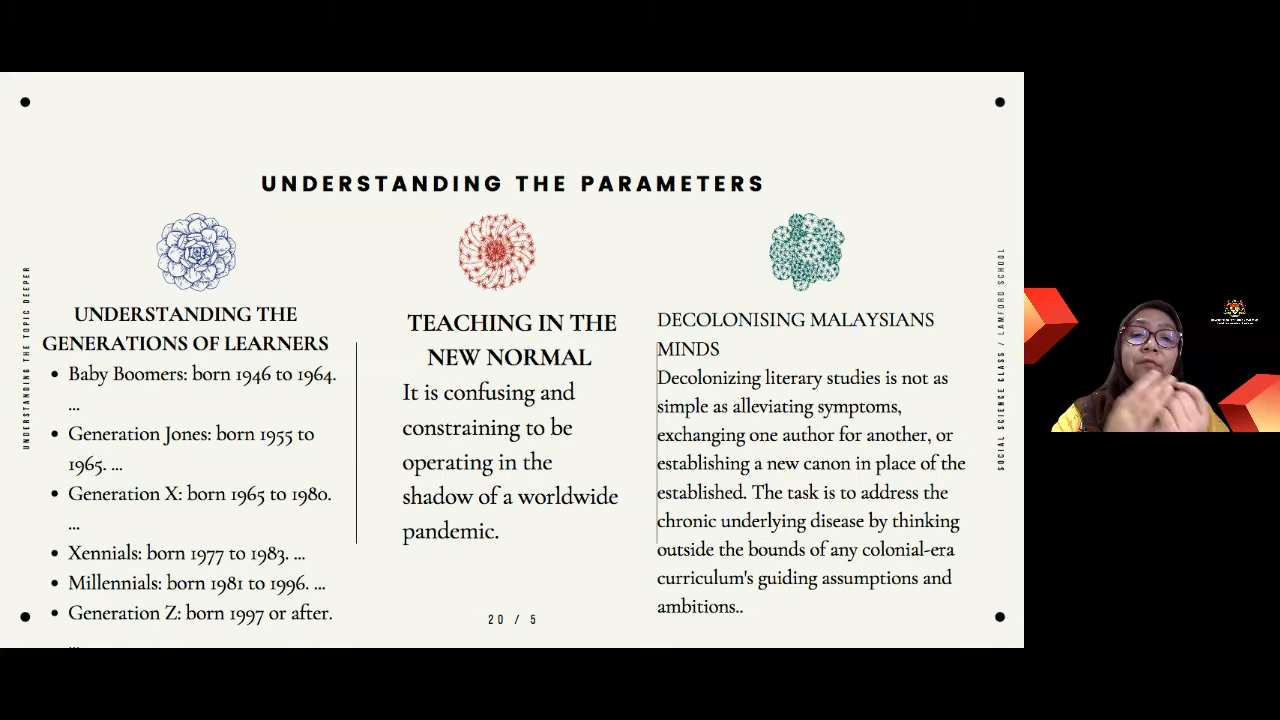 UNDERSTANDING THE PARAMETERS
UNDERSTANDING THE TOPIC DEEPER
UNDERSTANDING THE
GENERATIONS OF LEARNERS
• Baby Boomers: born 1946 to 1964.
...
• Generation Jones: born 1955 to
1965. ...
• Generation X: born 1965 to 1980.
...
• Xennials: born 1977 to 1983. ...
• Millennials: born 1981 to 1996. ...
• Generation Z: born 1997 or after.
...
TEACHING IN THE
NEW NORMAL
It is confusing and
constraining to be
operating in the
shadow of a worldwide
pandemic.
DECOLONISING MALAYSIANS
MINDS
Decolonizing literary studies is not as
simple as alleviating symptoms,
exchanging one author for another, or
establishing a new canon in place of the
established. The task is to address the
chronic underlying disease by thinking
outside the bounds of any colonial-era
curriculum's guiding assumptions and
ambitions..
SOCIAL SCIENCE CLASS / LAMFORD SCHOOL
20 / 5